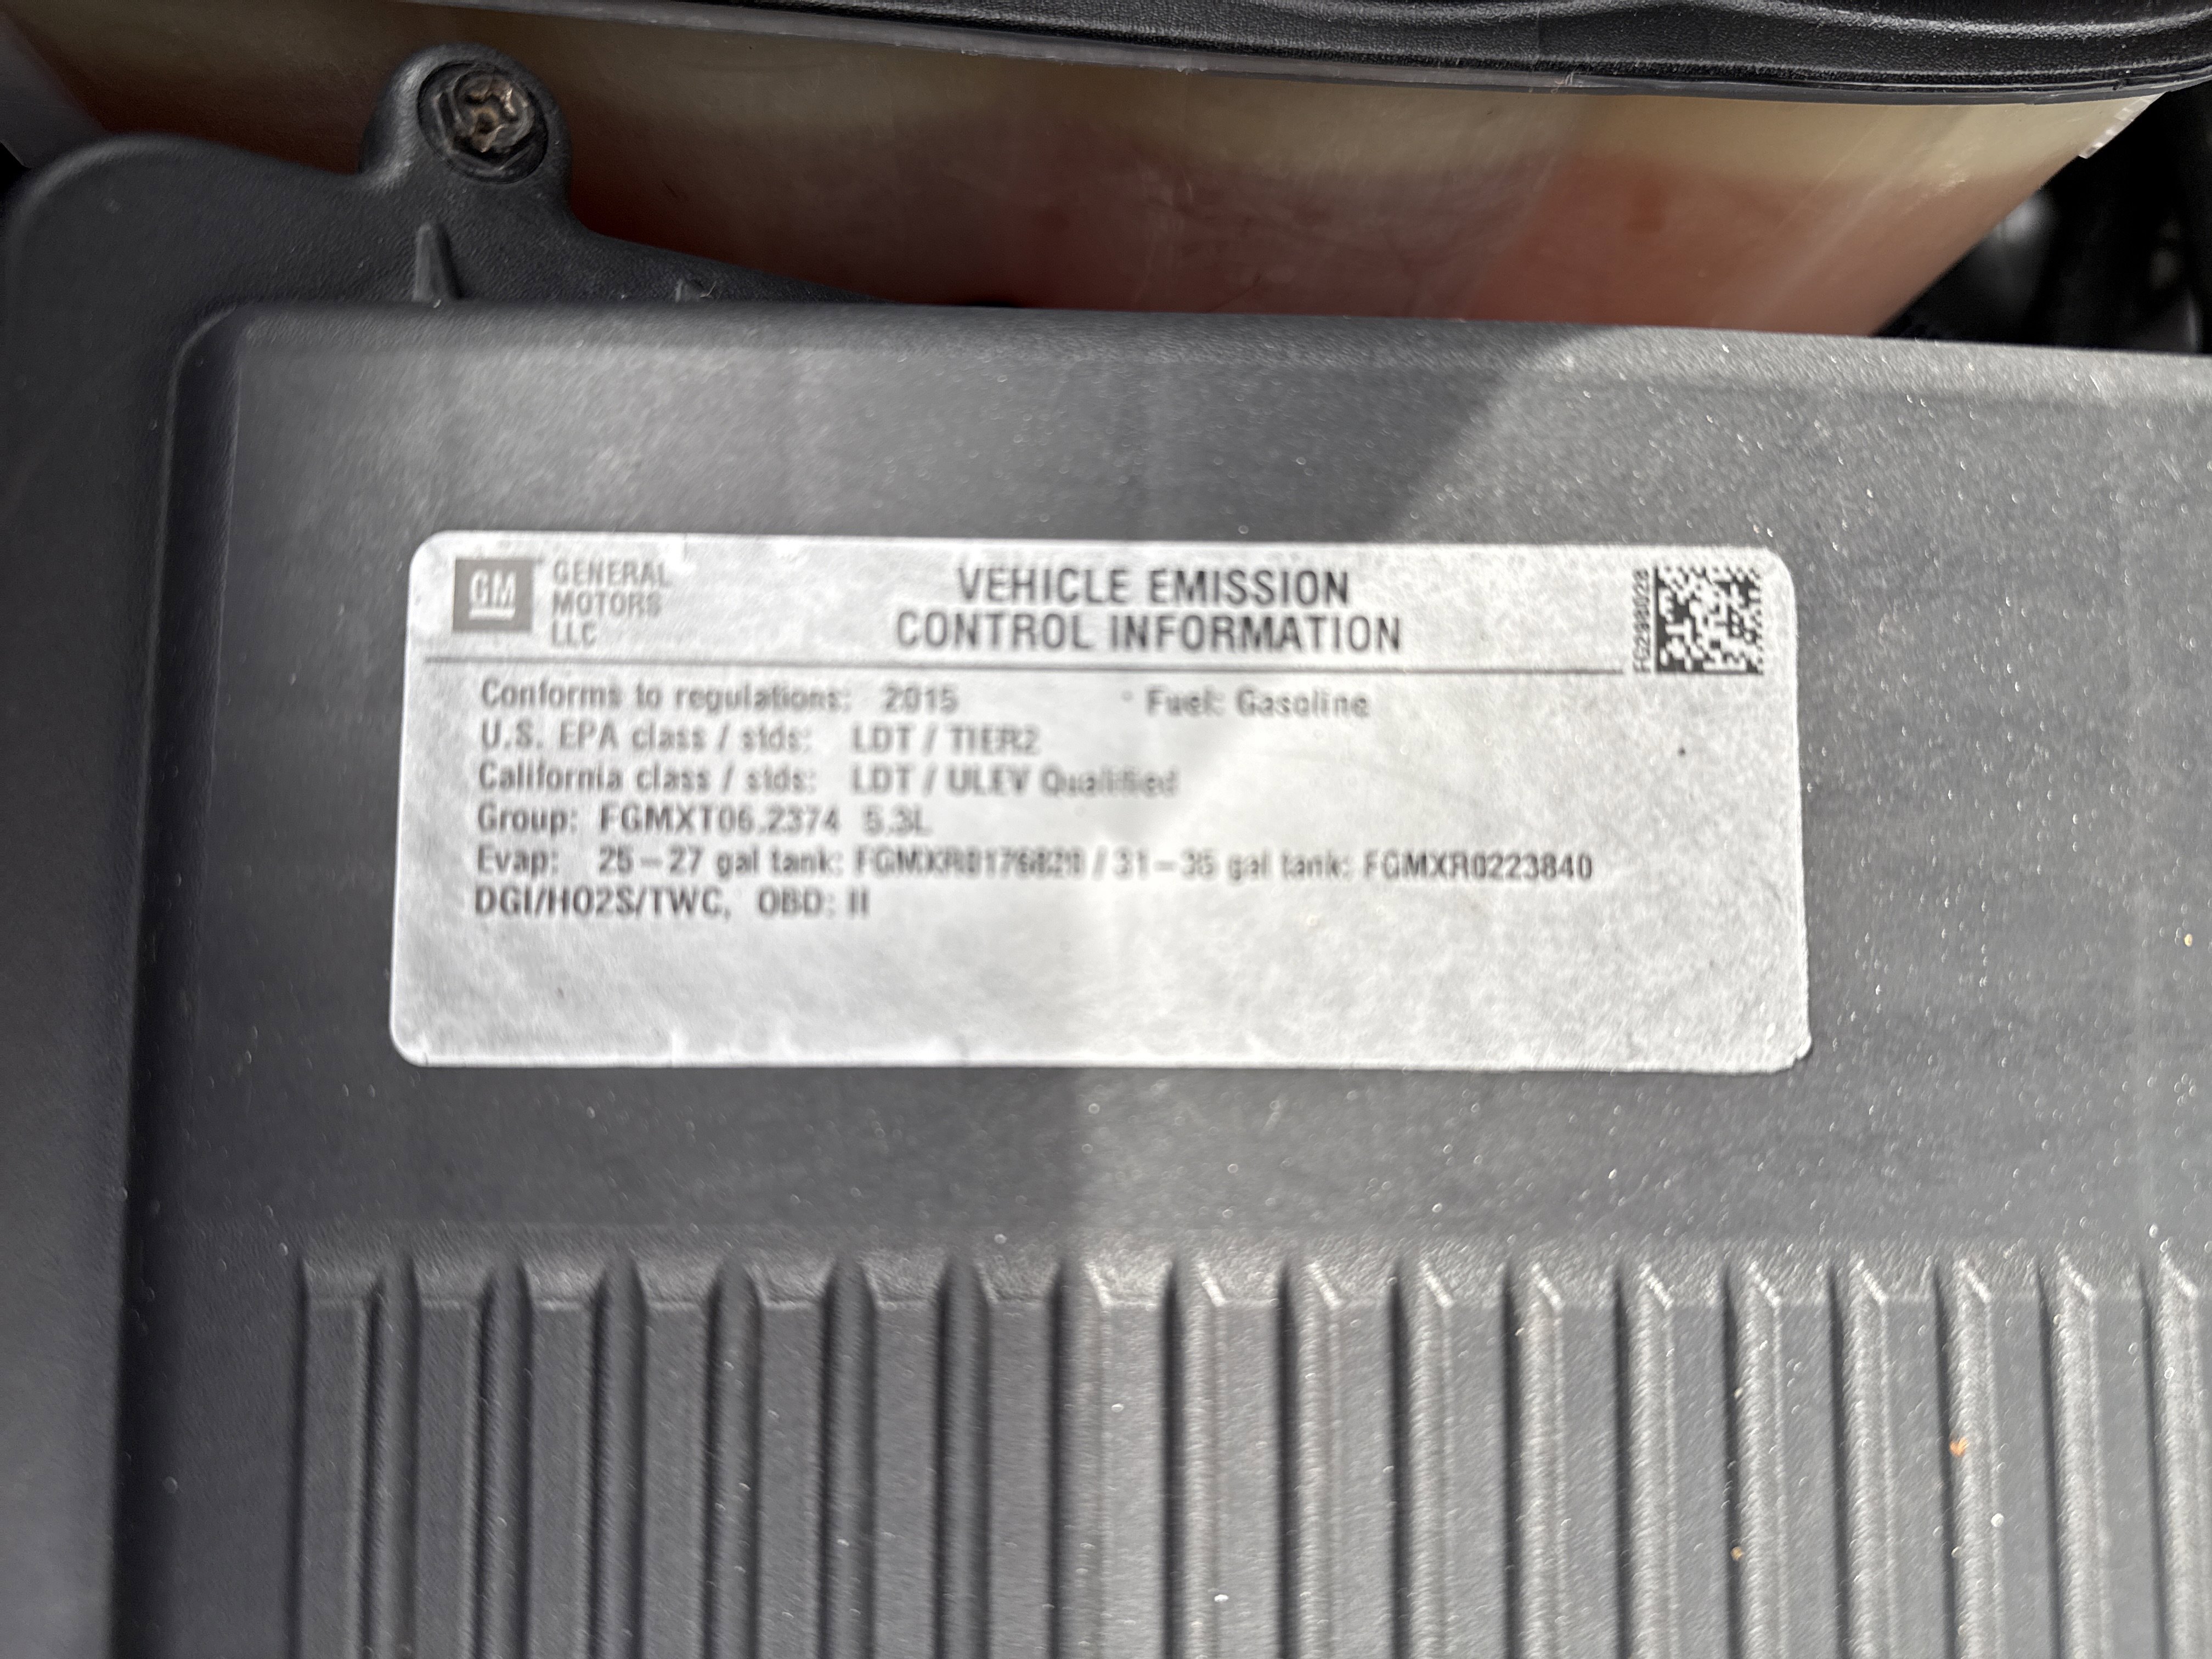 GM GENERAL
MOTORS
LLC
VEHICLE EMISSION
CONTROL INFORMATION
Conforms to regulations: 2015 Fuel: Gasoline
U.S. EPA class / stds: LDT / TIER2
California class / stds: LDT / ULEV Qualified
Group: FGMXT06.2374 5.3L
Evap: 25-27 gal tank: / 31-35 gal tank: FGMXR0223840
DGI/HO2S/TWC, OBD: II